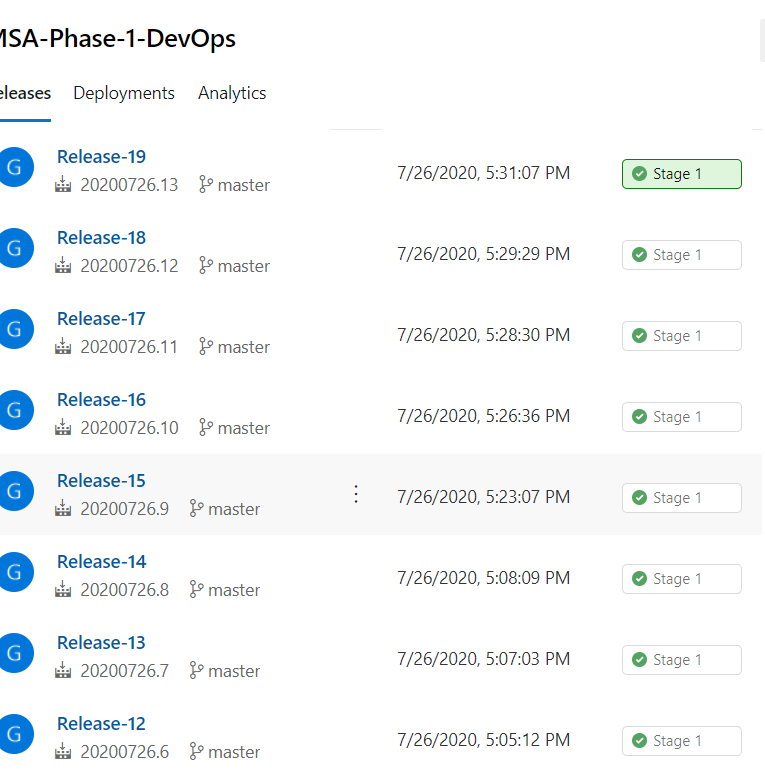 MSA-Phase-1-DevOps
eleases Deployments Analytics
G Release-19
20200726.13 master 7/26/2020, 5:31:07 PM Stage 1
G Release-18
20200726.12 master 7/26/2020, 5:29:29 PM Stage 1
G Release-17
20200726.11 master 7/26/2020, 5:28:30 PM Stage 1
G Release-16
20200726.10 master 7/26/2020, 5:26:36 PM Stage 1
G Release-15
20200726.9 master 7/26/2020, 5:23:07 PM Stage 1
G Release-14
20200726.8 master 7/26/2020, 5:08:09 PM Stage 1
G Release-13
20200726.7 master 7/26/2020, 5:07:03 PM Stage 1
G Release-12
20200726.6 master 7/26/2020, 5:05:12 PM Stage 1